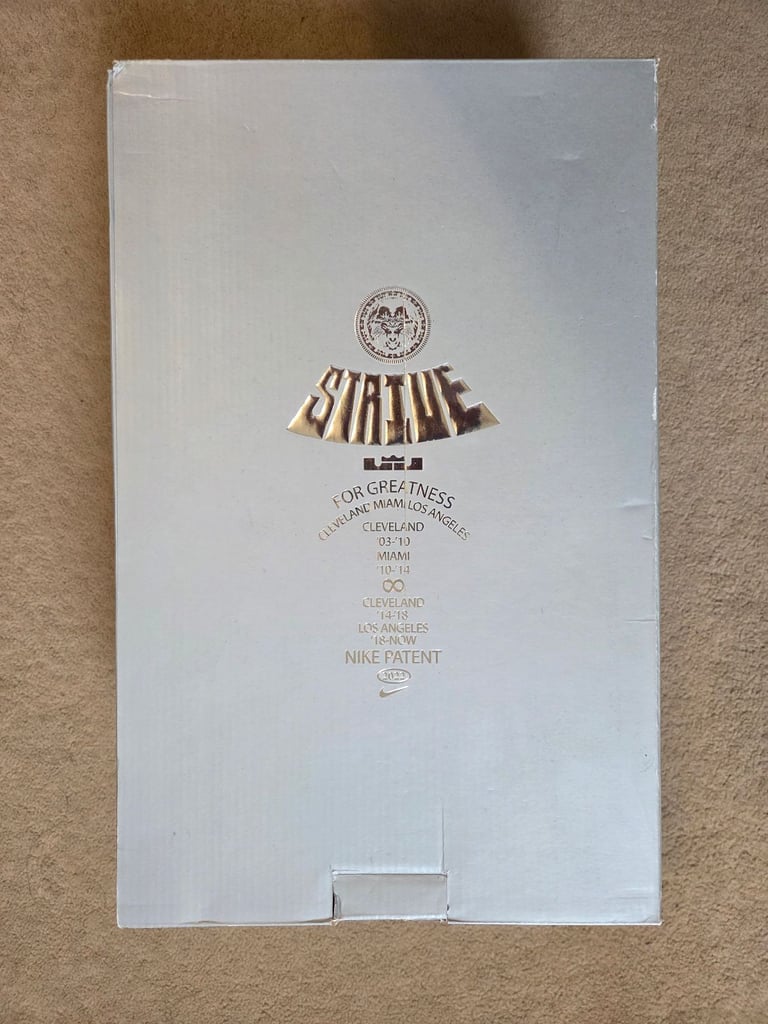 STRIVE
FOR GREATNESS
CLEVELAND MIAMI LOS ANGELES
CLEVELAND
'03-'10
MIAMI
'10-'14
∞
CLEVELAND
'14-'18
LOS ANGELES
'18-NOW
NIKE PATENT
2022